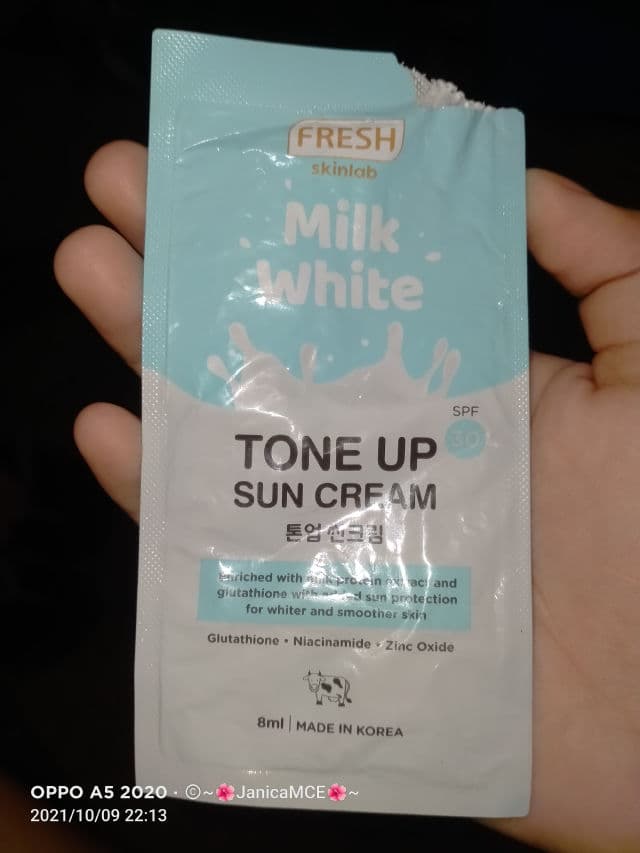 FRESH
skinlab
Milk
White
SPF
30
TONE UP
SUN CREAM
톤업 썬크림
Enriched with milk protein extract and
glutathione with added sun protection
for whiter and smoother skin
Glutathione • Niacinamide • Zinc Oxide
8ml | MADE IN KOREA
OPPO A5 2020 · ©~🌺JanicaMCE🌺~
2021/10/09 22:13